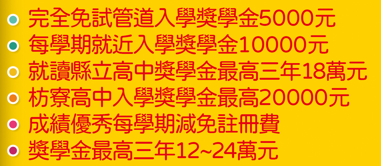 完全免試管道入學獎學金5000元
每學期就近入學獎學金10000元
就讀縣立高中獎學金最高三年18萬元
枋寮高中入學獎學金最高20000元
成績優秀每學期減免註冊費
獎學金最高三年12~24萬元